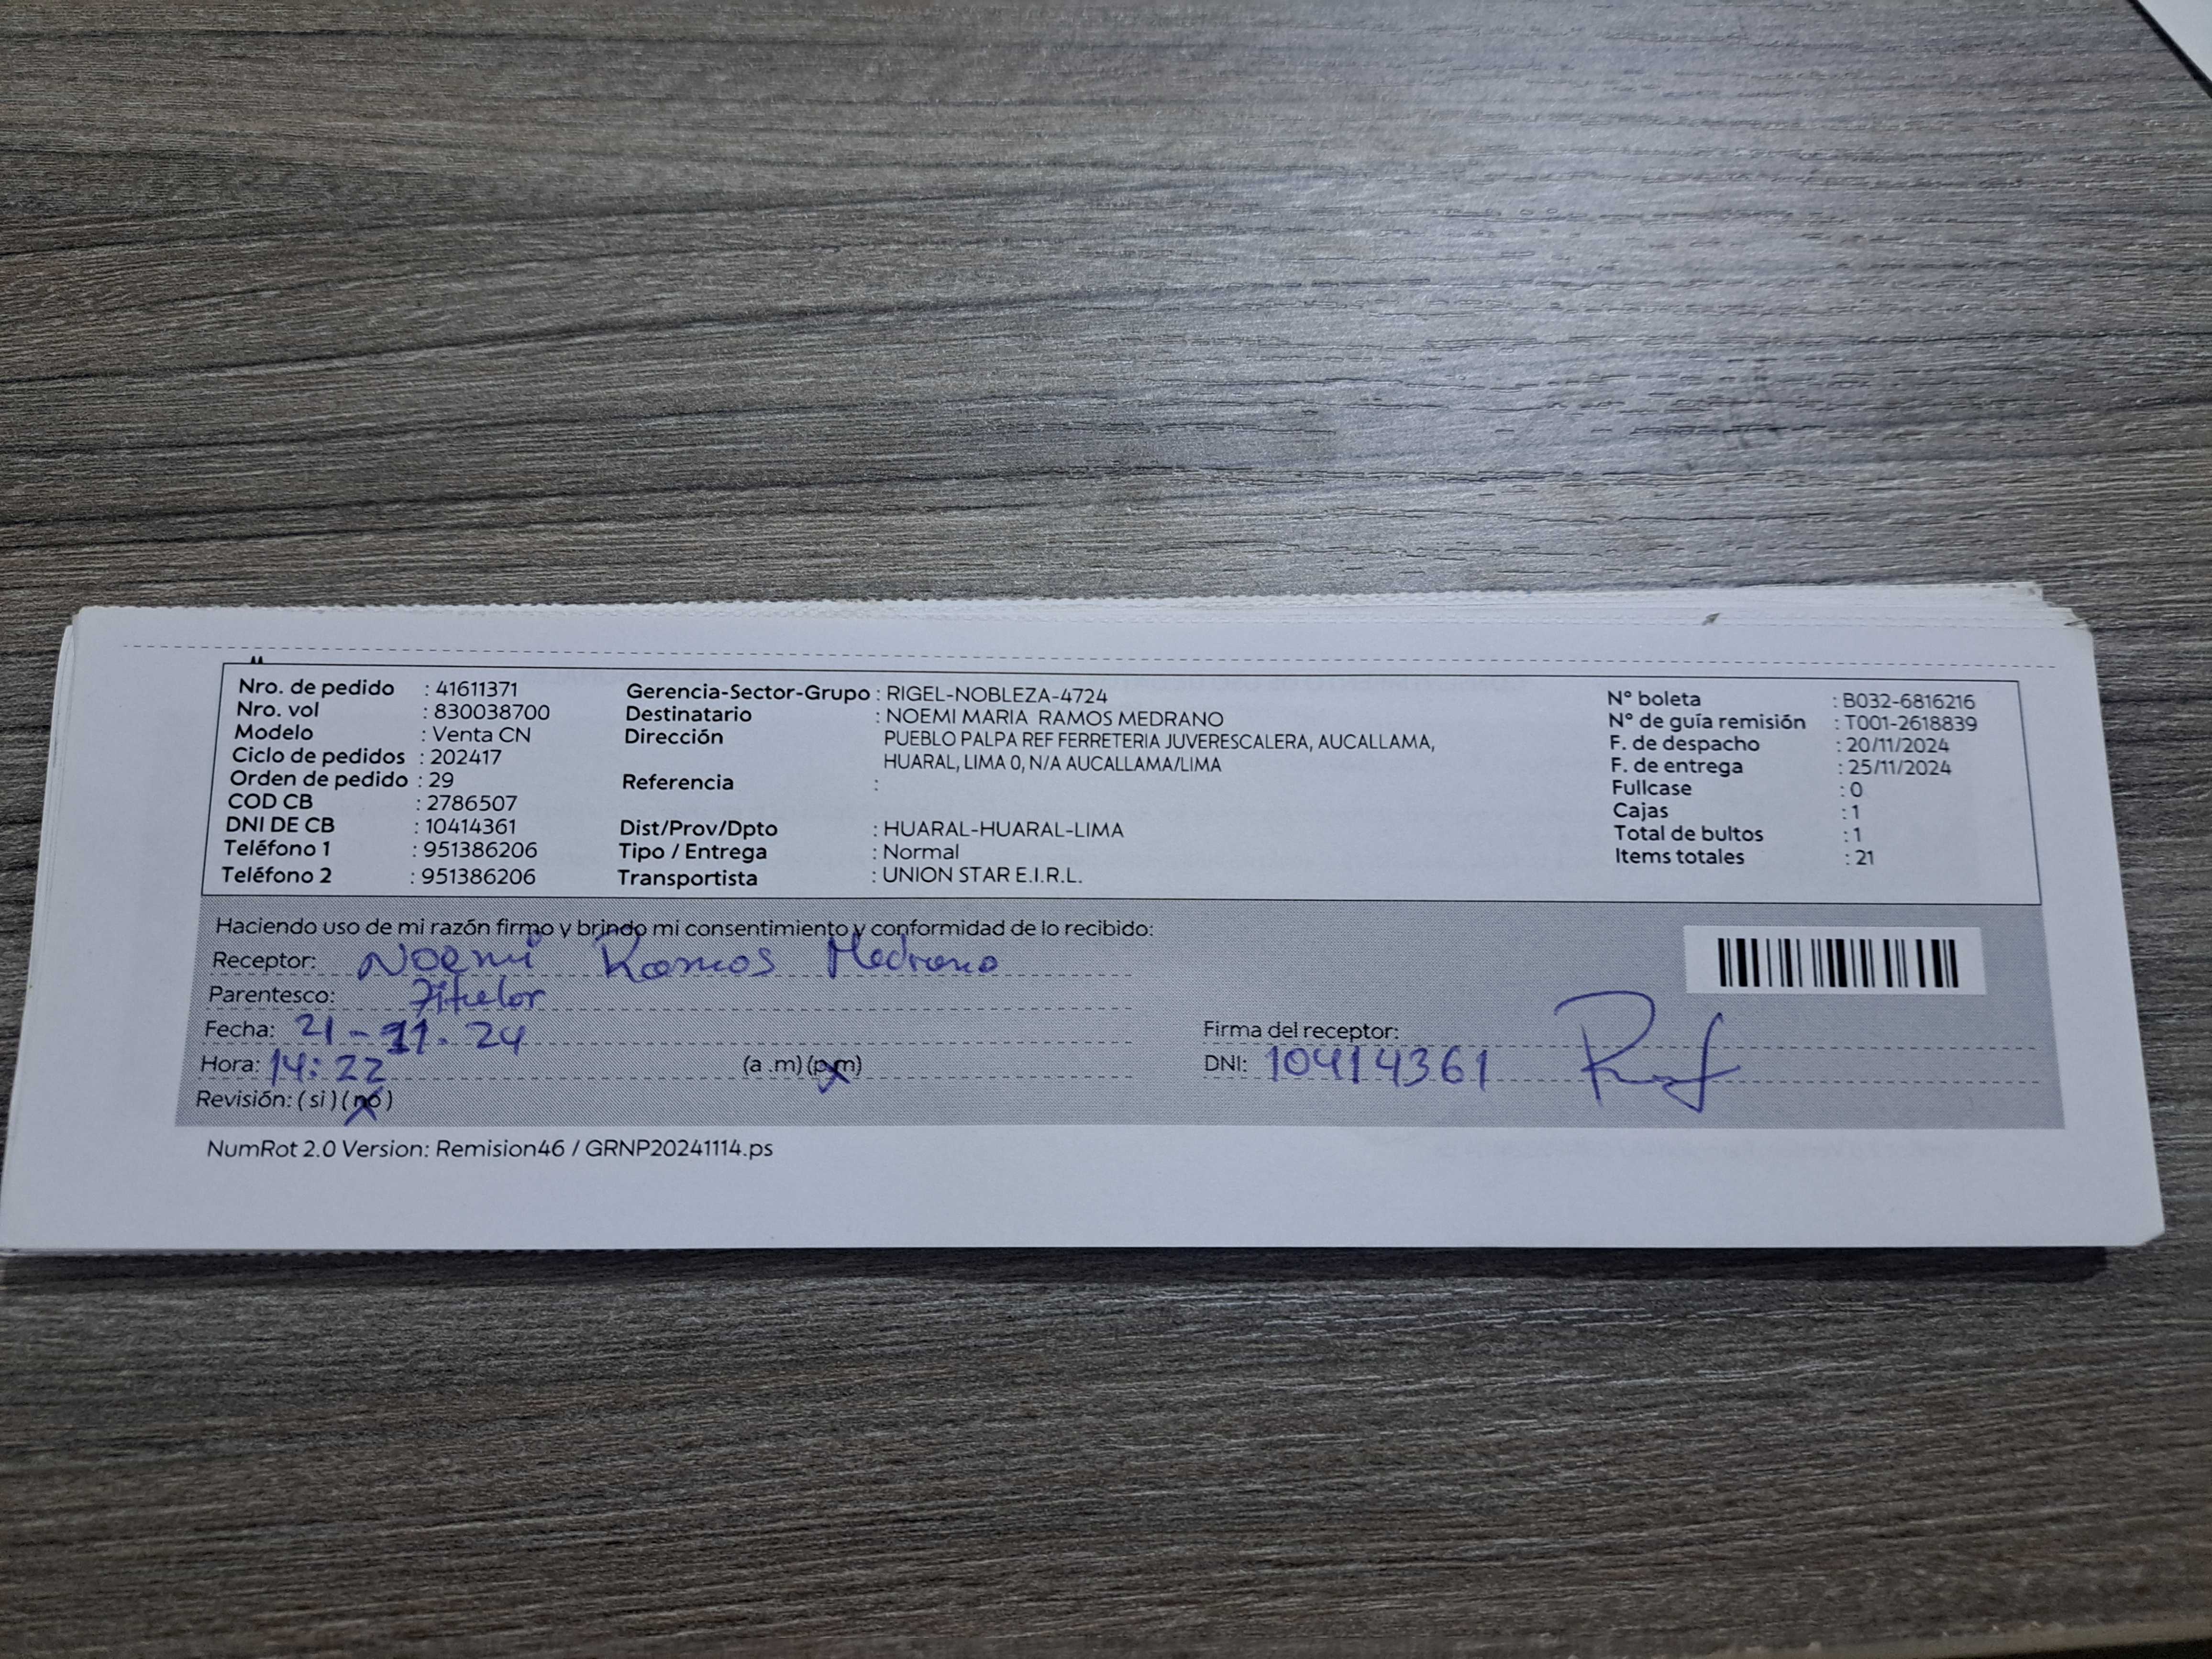 Nro. de pedido : 41611371
Nro. vol : 830038700
Modelo : Venta CN
Ciclo de pedidos : 202417
Orden de pedido : 29
COD CB : 2786507
DNI DE CB : 10414361
Teléfono 1 : 951386206
Teléfono 2 : 951386206
Gerencia-Sector-Grupo : RIGEL-NOBLEZA-4724
Destinatario : NOEMI MARIA RAMOS MEDRANO
Dirección PUEBLO PALPA REF FERRETERIA JUVERESCALERA, AUCALLAMA,
HUARAL, LIMA 0, N/A AUCALLAMA/LIMA
Referencia :
Dist/Prov/Dpto : HUARAL-HUARAL-LIMA
Tipo / Entrega : Normal
Transportista : UNION STAR E.I.R.L.
N° boleta : B032-6816216
N° de guía remisión : T001-2618839
F. de despacho : 20/11/2024
F. de entrega : 25/11/2024
Fullcase : 0
Cajas : 1
Total de bultos : 1
Items totales : 21
Haciendo uso de mi razón firmo y brindo mi consentimiento y conformidad de lo recibido:
Receptor: Noemi Ramos Medrano
Parentesco: Titular
Fecha: 21-11-24
Hora: 14:22 (a .m) (p.m)
Revisión: ( si ) ( no )
Firma del receptor:
DNI: 10414361
NumRot 2.0 Version: Remision46 / GRNP20241114.ps